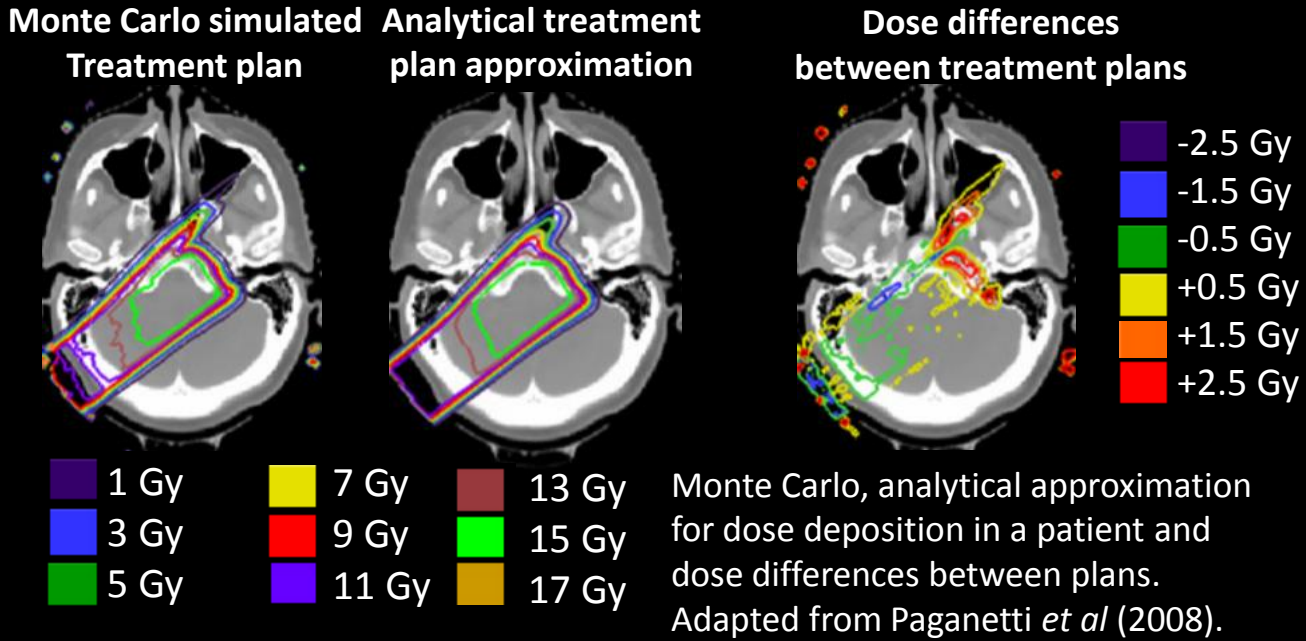 Monte Carlo simulated
Treatment plan
Analytical treatment
plan approximation
Dose differences
between treatment plans
-2.5 Gy
-1.5 Gy
-0.5 Gy
+0.5 Gy
+1.5 Gy
+2.5 Gy
1 Gy
3 Gy
5 Gy
7 Gy
9 Gy
11 Gy
13 Gy
15 Gy
17 Gy
Monte Carlo, analytical approximation
for dose deposition in a patient and
dose differences between plans.
Adapted from Paganetti et al (2008).